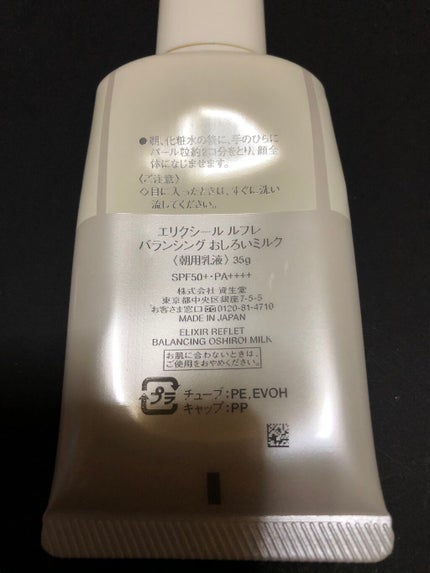 ●朝、化粧水の後に、手のひらに
パール粒約2コ分をとり、顔全
体になじませます。
〈ご注意〉
◇目に入ったときは、すぐに洗い
流してください。
エリクシール ルフレ
バランシング おしろいミルク
〈朝用乳液〉35g
SPF50+・PA++++
株式会社 資生堂
東京都中央区銀座7-5-5
お客さま窓口 0120-81-4710
MADE IN JAPAN
ELIXIR REFLET
BALANCING OSHIROI MILK
お肌に合わないときは、
ご使用をおやめください。
プラ
チューブ:PE,EVOH
キャップ:PP